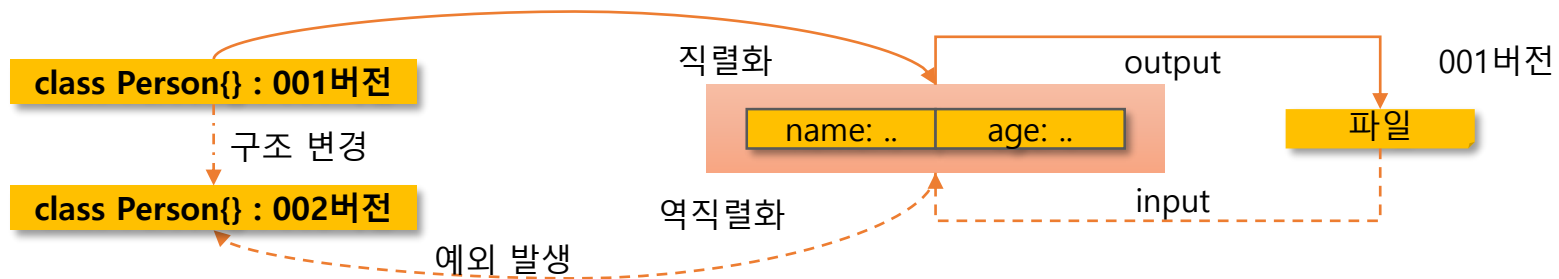 직렬화
output
001버전
class Person{} : 001버전
name: ..
age: ..
파일
구조 변경
class Person{} : 002버전
역직렬화
input
예외 발생